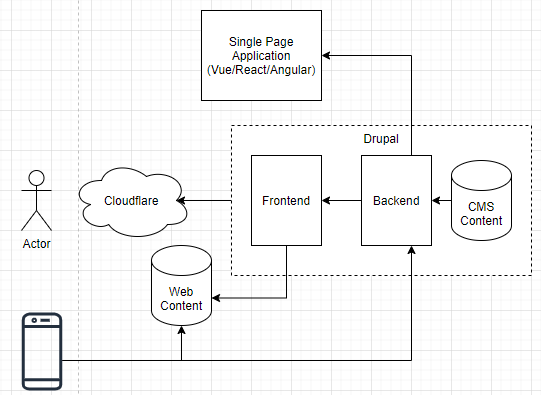 Single Page
Application
(Vue/React/Angular)
Drupal
Cloudflare
Frontend
Backend
CMS
Content
Actor
Web
Content